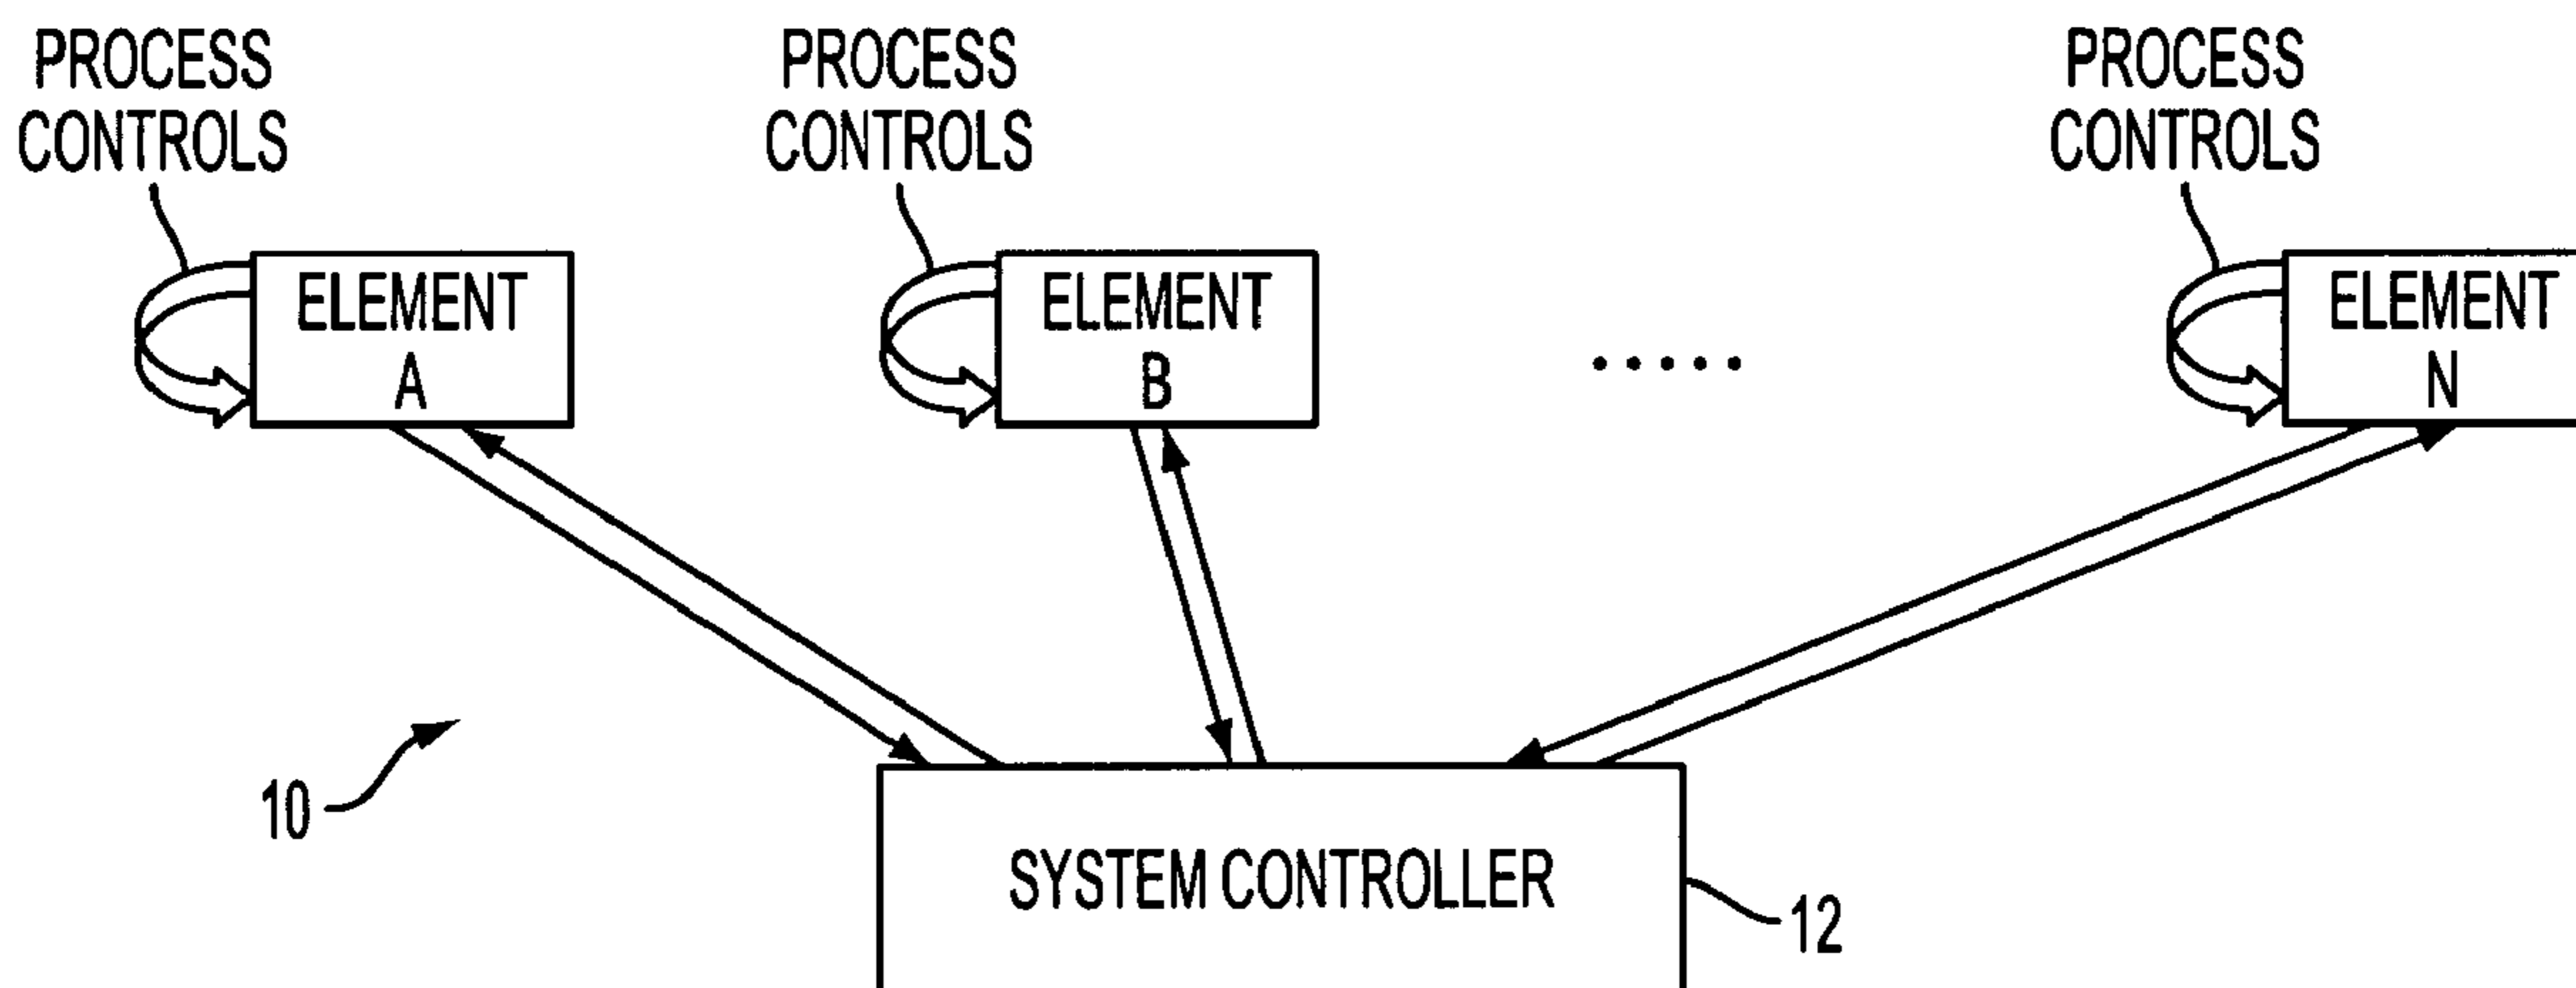 PROCESS
CONTROLS
PROCESS
CONTROLS
PROCESS
CONTROLS
ELEMENT
A
ELEMENT
B
.....
ELEMENT
N
10
SYSTEM CONTROLLER
12